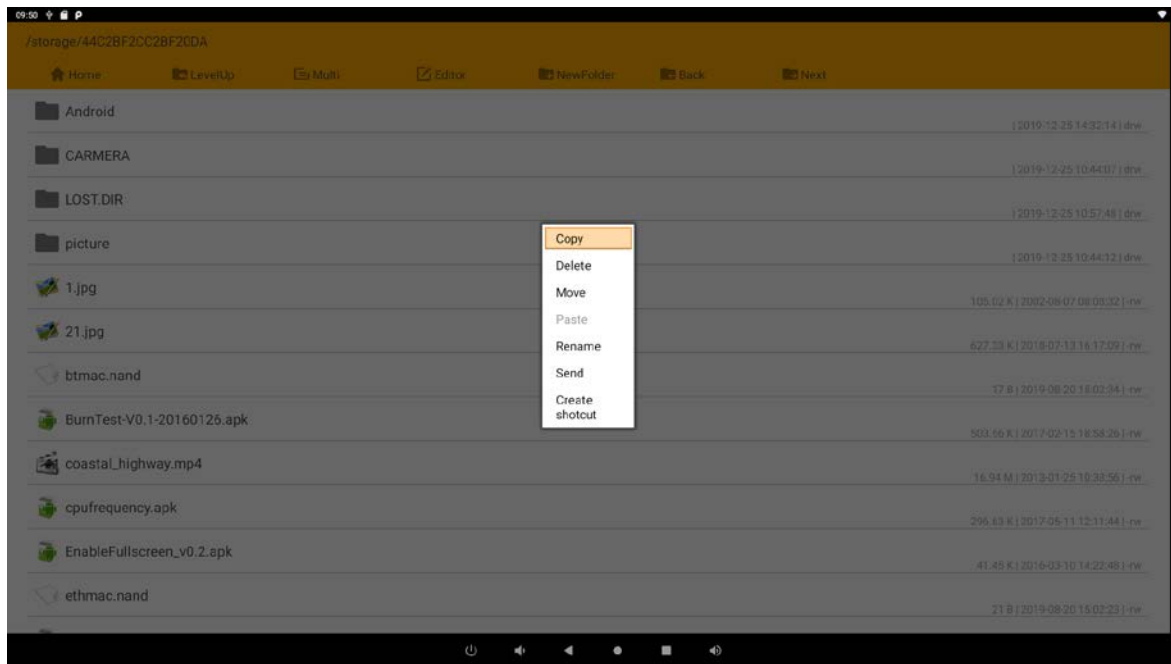 09:50
/storage/44C2BF2CC2BF20DA
Home LevelUp Multi Editor NewFolder Back Next
Android
| 2019-12-25 14:32:14 | drw
CARMERA
| 2019-12-25 10:44:07 | drw
LOST.DIR
| 2019-12-25 10:57:48 | drw
picture
| 2019-12-25 10:44:12 | drw
1.jpg
105.02 K | 2002-08-07 08:08:32 | -rw
21.jpg
627.33 K | 2018-07-13 16:17:09 | -rw
btmac.nand
17 B | 2019-08-20 18:02:34 | -rw
BurnTest-V0.1-20160126.apk
503.66 K | 2017-02-15 18:58:26 | -rw
coastal_highway.mp4
16.94 M | 2013-01-25 10:33:56 | -rw
cpufrequency.apk
296.63 K | 2017-05-11 12:11:44 | -rw
EnableFullscreen_v0.2.apk
41.45 K | 2016-03-10 14:22:48 | -rw
ethmac.nand
21 B | 2019-08-20 15:02:23 | -rw
Copy
Delete
Move
Paste
Rename
Send
Create
shotcut